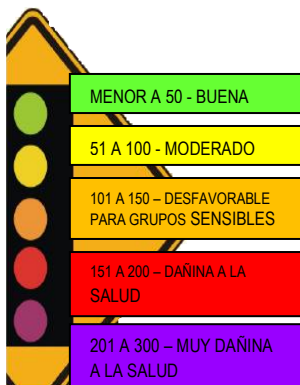 MENOR A 50 - BUENA
51 A 100 - MODERADO
101 A 150 – DESFAVORABLE
PARA GRUPOS SENSIBLES
151 A 200 – DAÑINA A LA
SALUD
201 A 300 – MUY DAÑINA
A LA SALUD